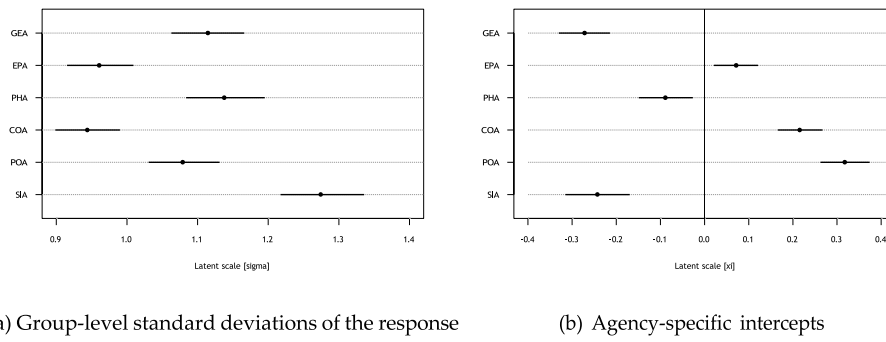 (a)
(b)
GEA
EPA
PHA
COA
POA
SIA
0.9 1.0 1.1 1.2 1.3 1.4
Latent scale [sigma]
GEA
EPA
PHA
COA
POA
SIA
-0.4 -0.3 -0.2 -0.1 0.0 0.1 0.2 0.3 0.4
Latent scale [xi]
a) Group-level standard deviations of the response
(b) Agency-specific intercepts